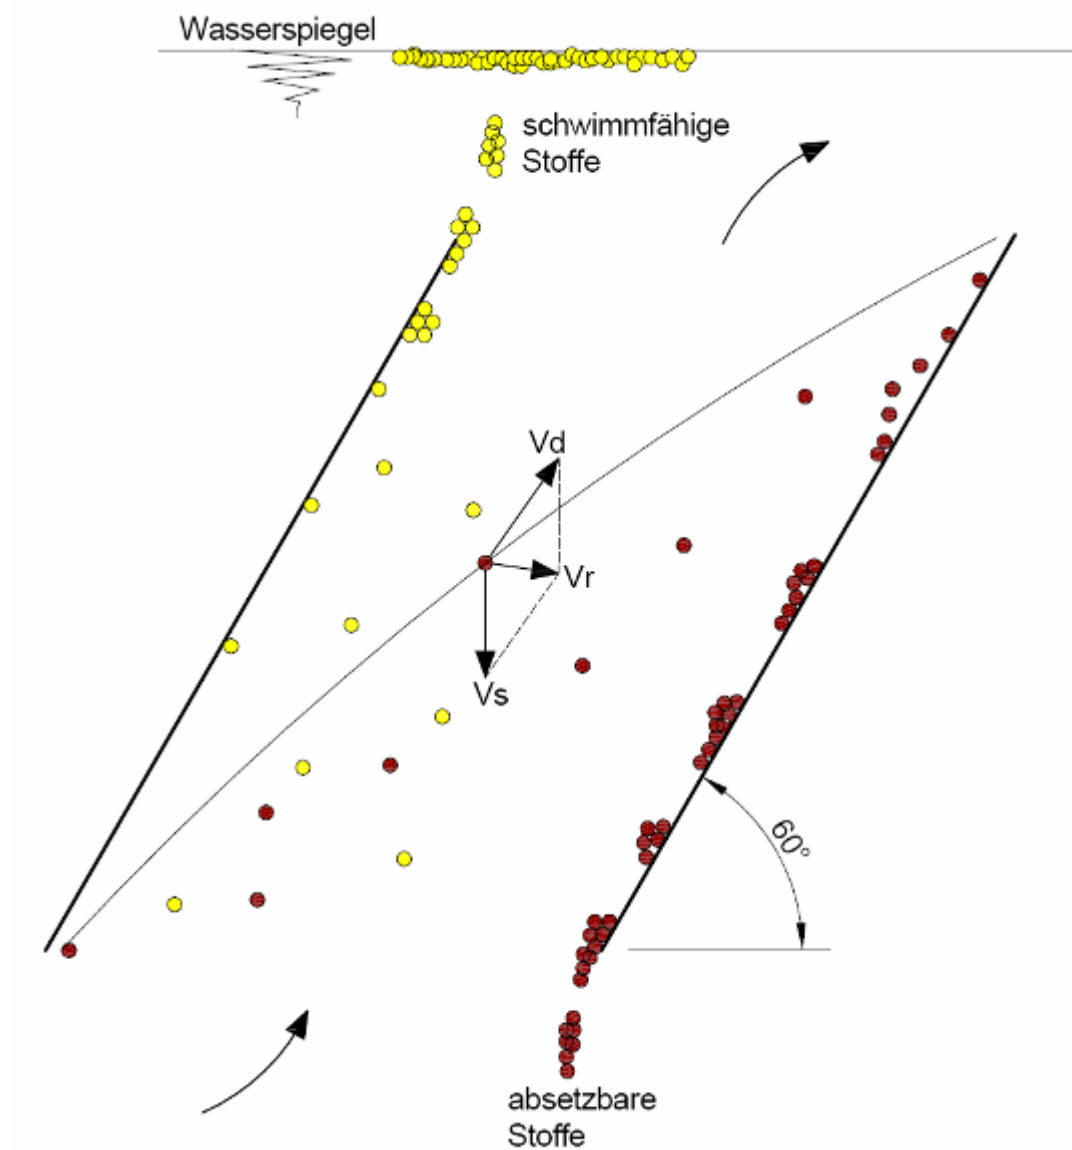 Wasserspiegel
schwimmfähige
Stoffe
Vd
Vr
Vs
60°
absetzbare
Stoffe